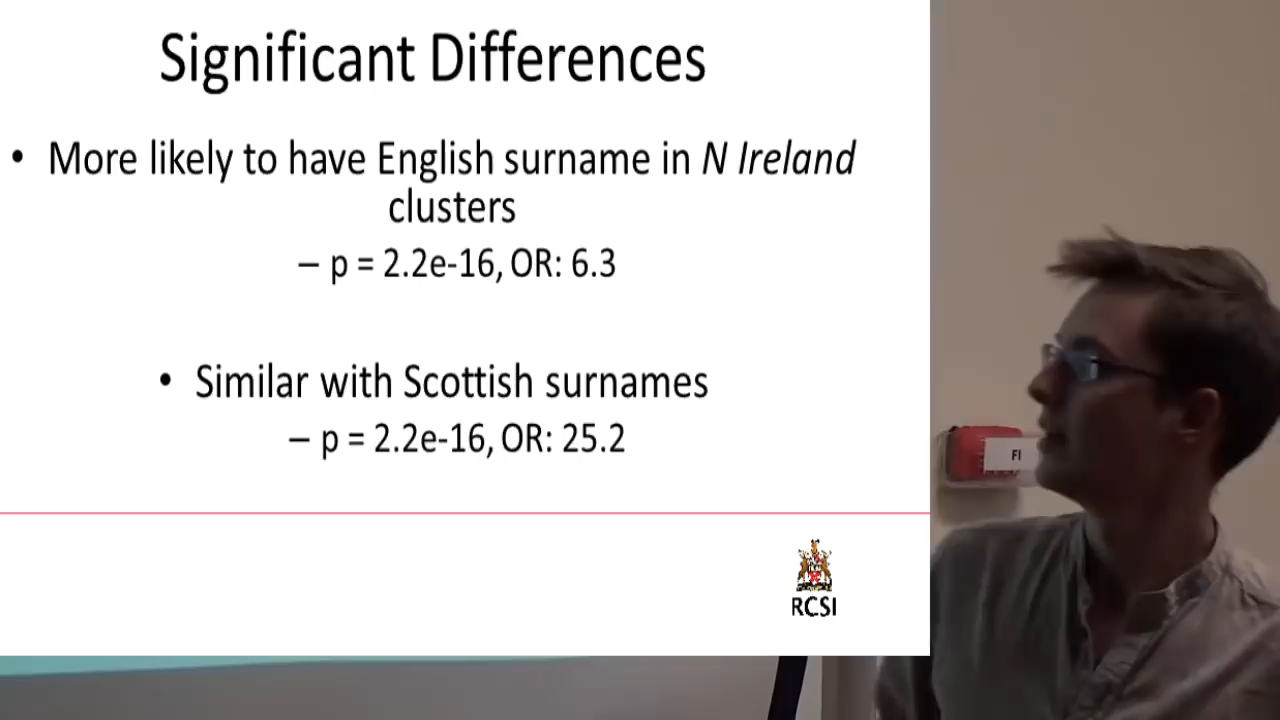 Significant Differences
• More likely to have English surname in N Ireland
clusters
– p = 2.2e-16, OR: 6.3
• Similar with Scottish surnames
– p = 2.2e-16, OR: 25.2
RCSI
FI